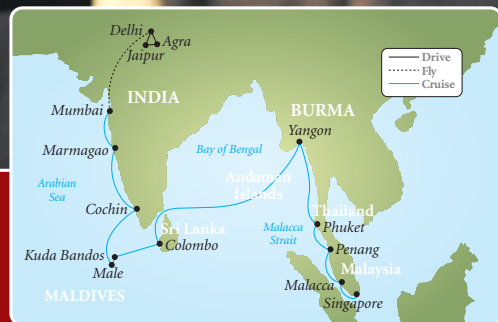 Delhi
Agra
Jaipur
Drive
Fly
Cruise
INDIA
BURMA
Mumbai
Yangon
Marmagao
Bay of Bengal
Arabian
Sea
Andaman
Islands
Cochin
Thailand
Sri Lanka
Phuket
Malacca
Strait
Colombo
Kuda Bandos
Penang
Male
Malaysia
Malacca
MALDIVES
Singapore